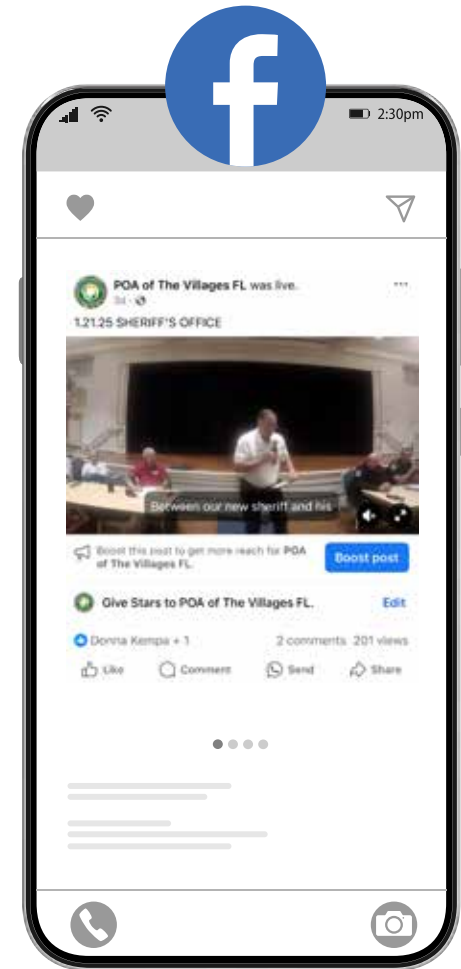 2:30pm
POA of The Villages FL was live.
3d
1.21.25 SHERIFF'S OFFICE
Between our new sheriff and his
Boost this post to get more reach for POA
of The Villages FL.
Boost post
Give Stars to POA of The Villages FL.
Edit
Donna Kempa + 1
2 comments 201 views
Like
Comment
Send
Share